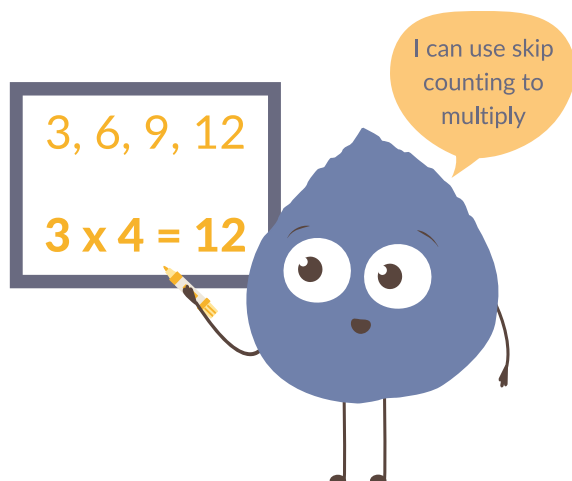 I can use skip
counting to
multiply
3, 6, 9, 12
3 x 4 = 12